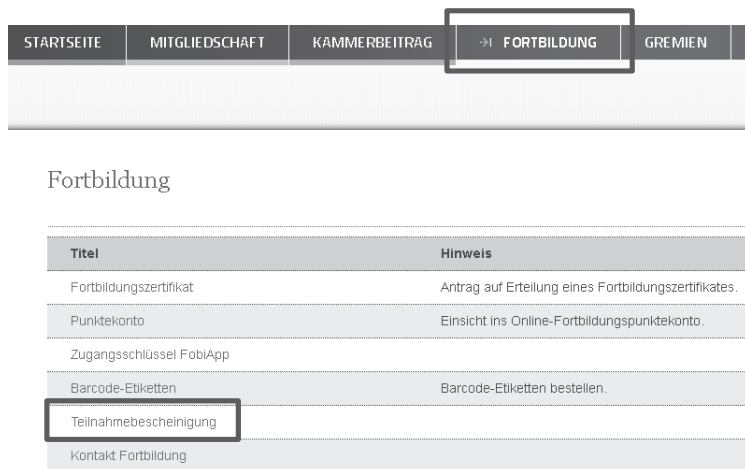 STARTSEITE MITGLIEDSCHAFT KAMMERBEITRAG FORTBILDUNG GREMIEN
Fortbildung
Titel Hinweis
Fortbildungszertifikat Antrag auf Erteilung eines Fortbildungszertifikates.
Punktekonto Einsicht ins Online-Fortbildungspunktekonto.
Zugangsschlüssel FobiApp
Barcode-Etiketten Barcode-Etiketten bestellen.
Teilnahmebescheinigung
Kontakt Fortbildung